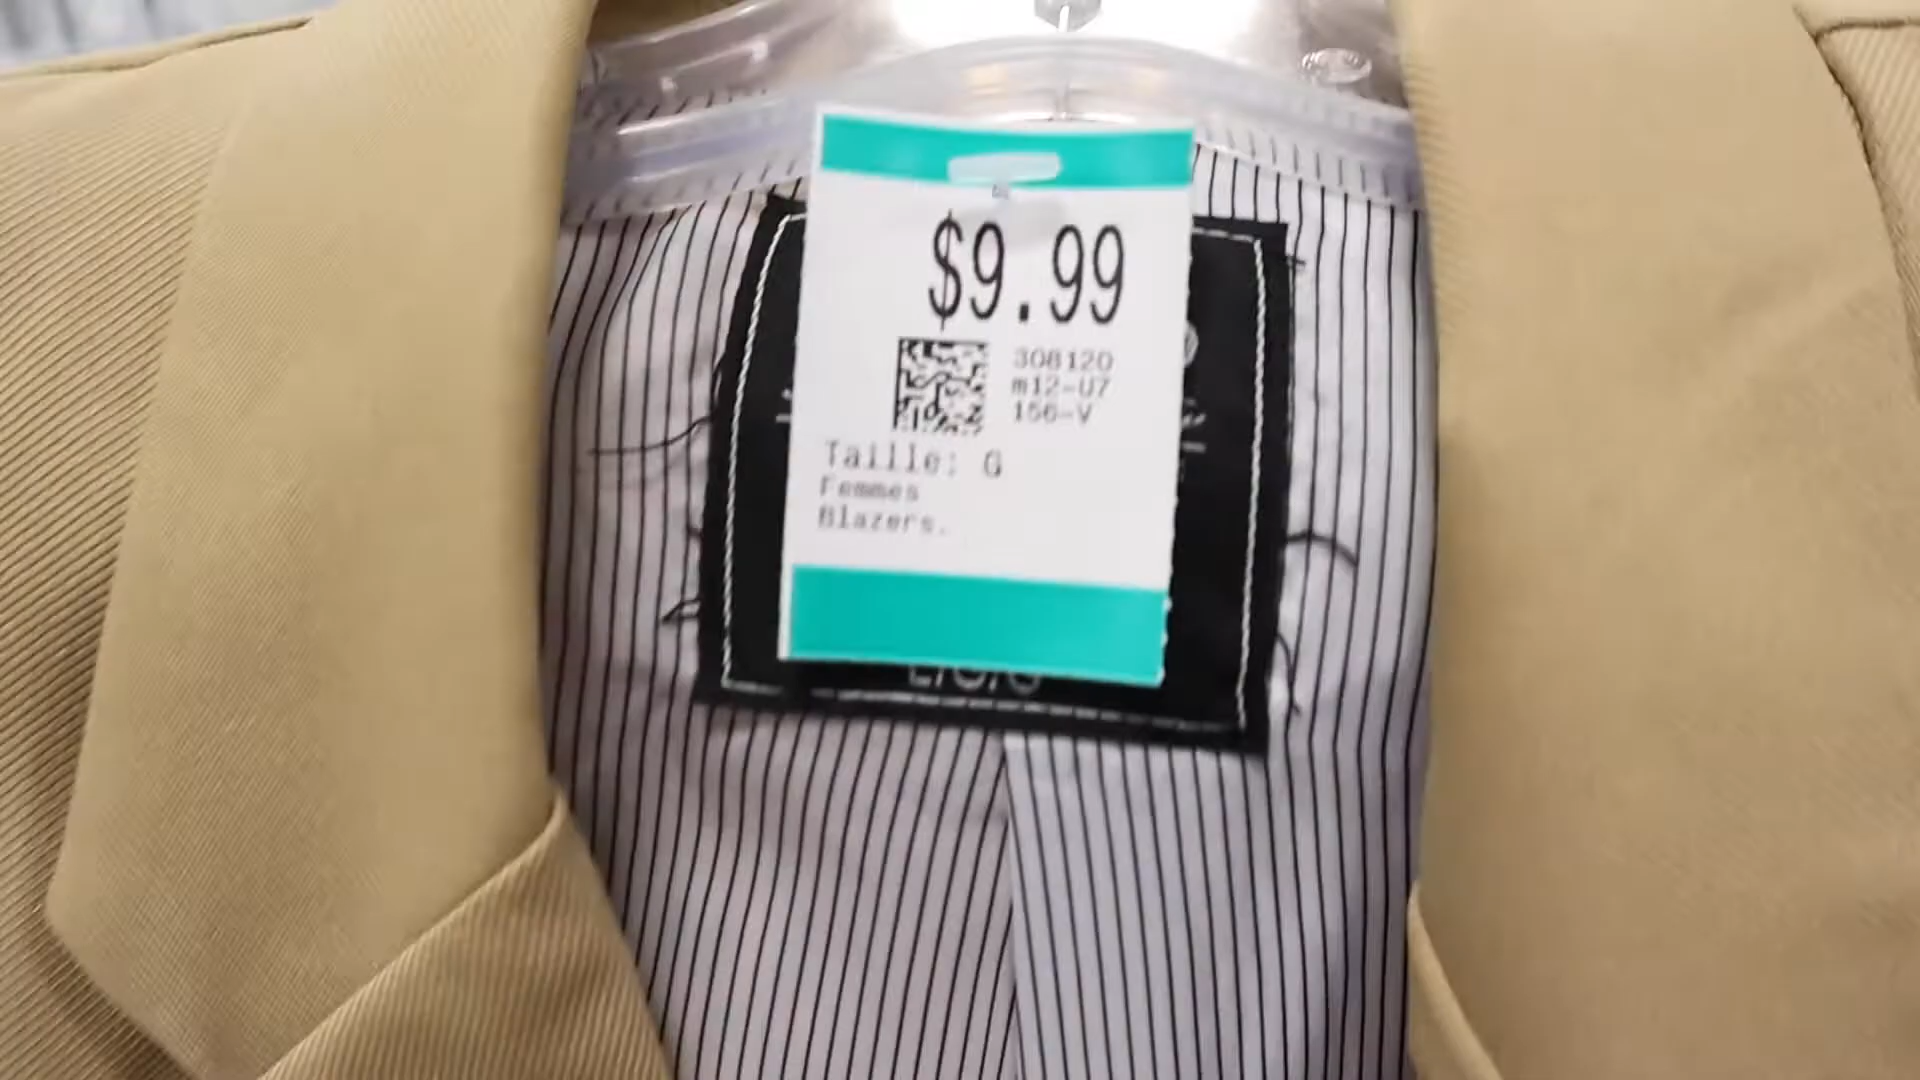 $9.99
308120
m12-U7
156-V
Taille: G
Femmes
Blazers.
L/G/G